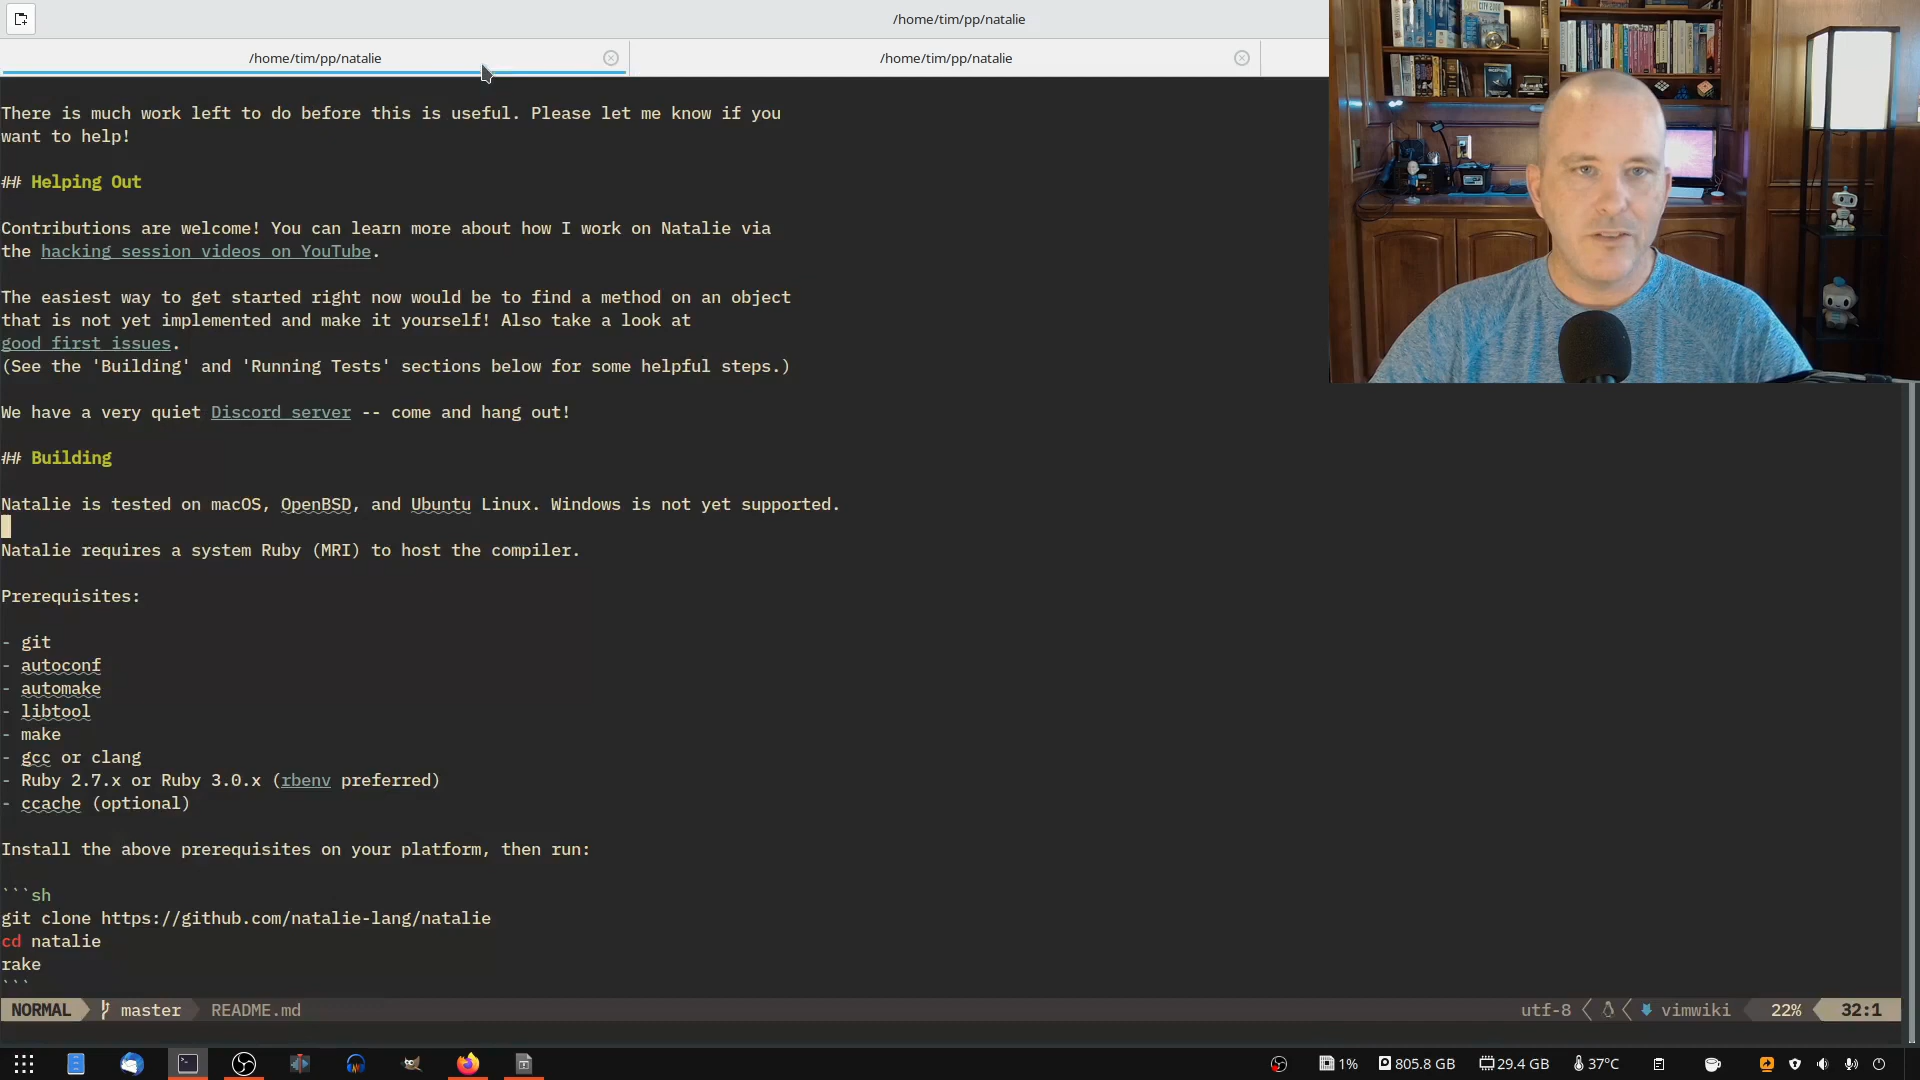 /home/tim/pp/natalie
/home/tim/pp/natalie
/home/tim/pp/natalie
There is much work left to do before this is useful. Please let me know if you
want to help!
## Helping Out
Contributions are welcome! You can learn more about how I work on Natalie via
the hacking session videos on YouTube.
The easiest way to get started right now would be to find a method on an object
that is not yet implemented and make it yourself! Also take a look at
good first issues.
(See the 'Building' and 'Running Tests' sections below for some helpful steps.)
We have a very quiet Discord server -- come and hang out!
## Building
Natalie is tested on macOS, OpenBSD, and Ubuntu Linux. Windows is not yet supported.
Natalie requires a system Ruby (MRI) to host the compiler.
Prerequisites:
- git
- autoconf
- automake
- libtool
- make
- gcc or clang
- Ruby 2.7.x or Ruby 3.0.x (rbenv preferred)
- ccache (optional)
Install the above prerequisites on your platform, then run:
```sh
git clone https://github.com/natalie-lang/natalie
cd natalie
rake
```
NORMAL master README.md utf-8 vimwiki 22% 32:1
1% 805.8 GB 29.4 GB 37°C